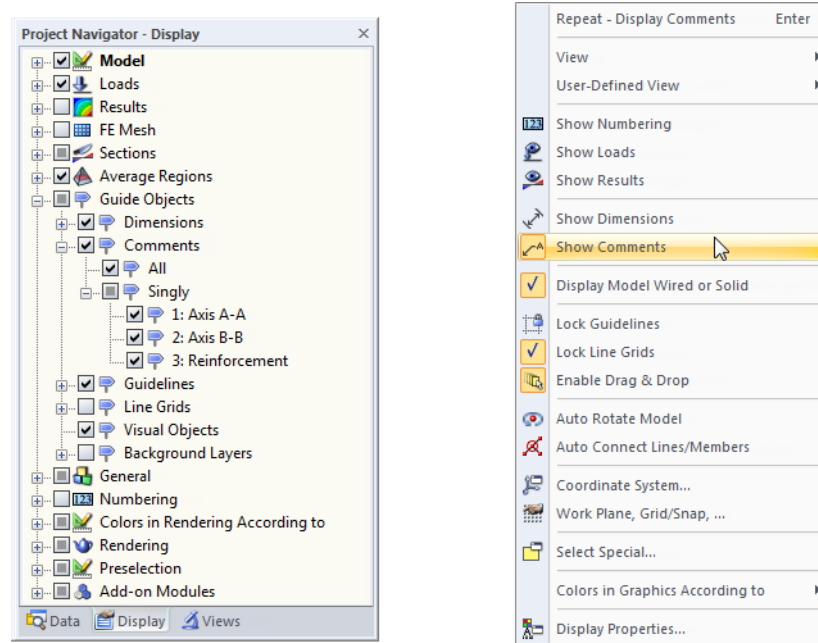 Project Navigator - Display
Model
Loads
Results
FE Mesh
Sections
Average Regions
Guide Objects
Dimensions
Comments
All
Singly
1: Axis A-A
2: Axis B-B
3: Reinforcement
Guidelines
Line Grids
Visual Objects
Background Layers
General
123 Numbering
Colors in Rendering According to
Rendering
Preselection
Add-on Modules
Data Display Views
Repeat - Display Comments Enter
View
User-Defined View
123 Show Numbering
Show Loads
Show Results
Show Dimensions
A Show Comments
Display Model Wired or Solid
Lock Guidelines
Lock Line Grids
Enable Drag & Drop
Auto Rotate Model
Auto Connect Lines/Members
Coordinate System...
Work Plane, Grid/Snap, ...
Select Special...
Colors in Graphics According to
A Display Properties...